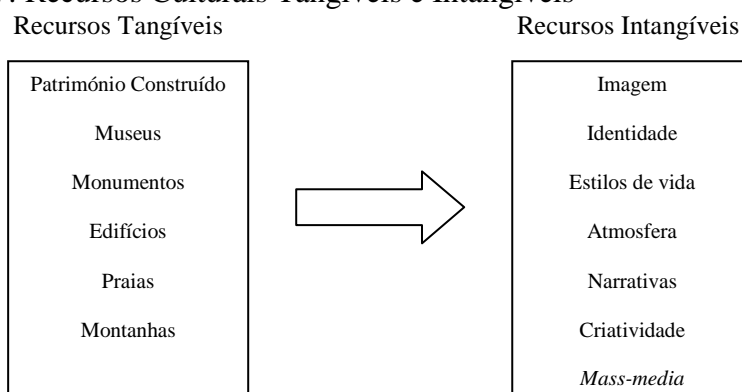 Recursos Culturais Tangíveis e Intangíveis
Recursos Tangíveis
Património Construído
Museus
Monumentos
Edifícios
Praias
Montanhas
Recursos Intangíveis
Imagem
Identidade
Estilos de vida
Atmosfera
Narrativas
Criatividade
Mass-media